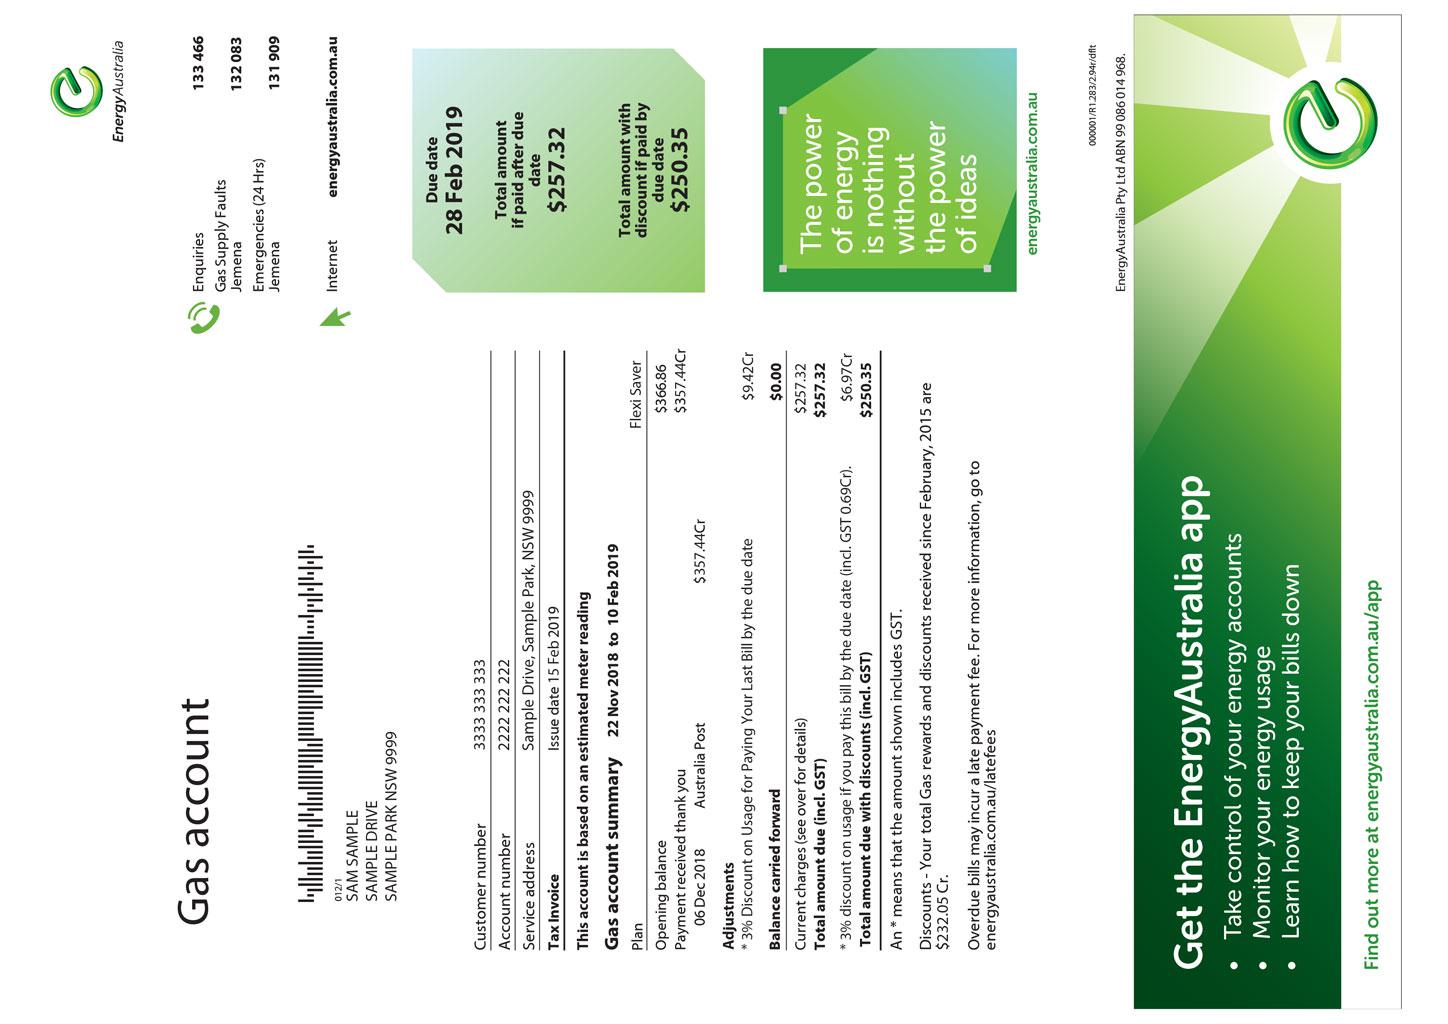 EnergyAustralia
Gas account
Enquiries 133 466
Gas Supply Faults
Jemena 132 083
Emergencies (24 Hrs)
Jemena 131 909
Internet energyaustralia.com.au
012/1
SAM SAMPLE
SAMPLE DRIVE
SAMPLE PARK NSW 9999
Due date
28 Feb 2019
Total amount
if paid after due
date
$257.32
Total amount with
discount if paid by
due date
$250.35
Customer number 3333 333 333
Account number 2222 2222 222
Service address Sample Drive, Sample Park, NSW 9999
Tax Invoice Issue date 15 Feb 2019
This account is based on an estimated meter reading
Gas account summary 22 Nov 2018 to 10 Feb 2019
Plan Flexi Saver
Opening balance $366.86
Payment received thank you $357.44Cr
06 Dec 2018 Australia Post $357.44Cr
Adjustments
* 3% Discount on Usage for Paying Your Last Bill by the due date $9.42Cr
Balance carried forward $0.00
Current charges (see over for details) $257.32
Total amount due (incl. GST) $257.32
* 3% discount on usage if you pay this bill by the due date (incl. GST 0.69Cr). $6.97Cr
Total amount due with discounts (incl. GST) $250.35
An * means that the amount shown includes GST.
Discounts - Your total Gas rewards and discounts received since February, 2015 are
$232.05 Cr.
Overdue bills may incur a late payment fee. For more information, go to
energyaustralia.com.au/latefees
The power
of energy
is nothing
without
the power
of ideas
energyaustralia.com.au
000001/R1.283/2.94r/dflt
EnergyAustralia Pty Ltd ABN 99 086 014 968.
Get the EnergyAustralia app
• Take control of your energy accounts
• Monitor your energy usage
• Learn how to keep your bills down
Find out more at energyaustralia.com.au/app